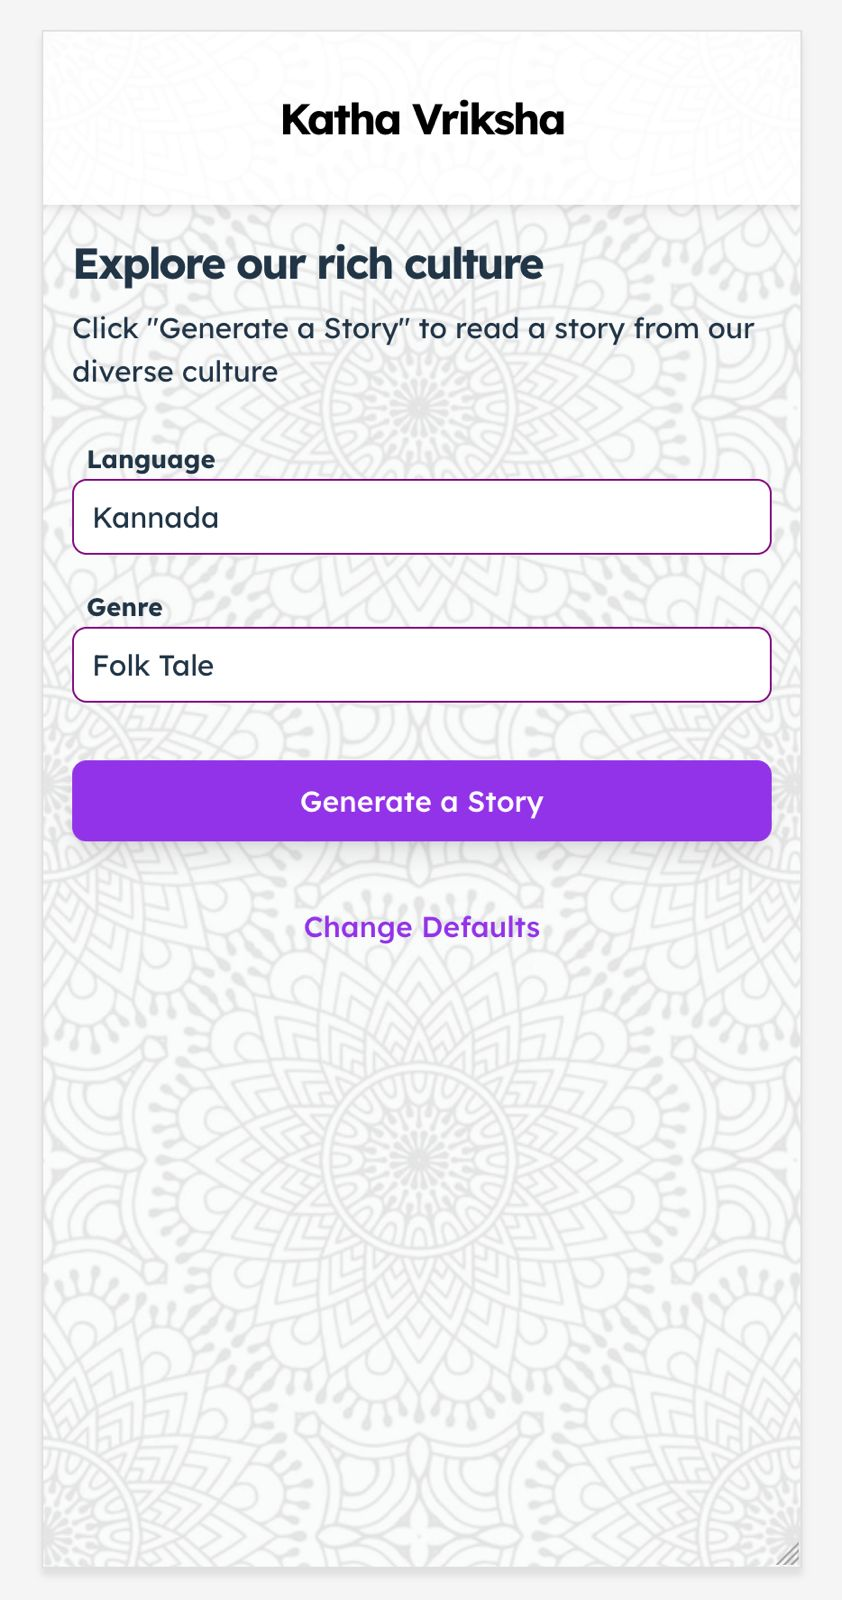 Katha Vriksha
Explore our rich culture
Click "Generate a Story" to read a story from our
diverse culture
Language
Kannada
Genre
Folk Tale
Generate a Story
Change Defaults